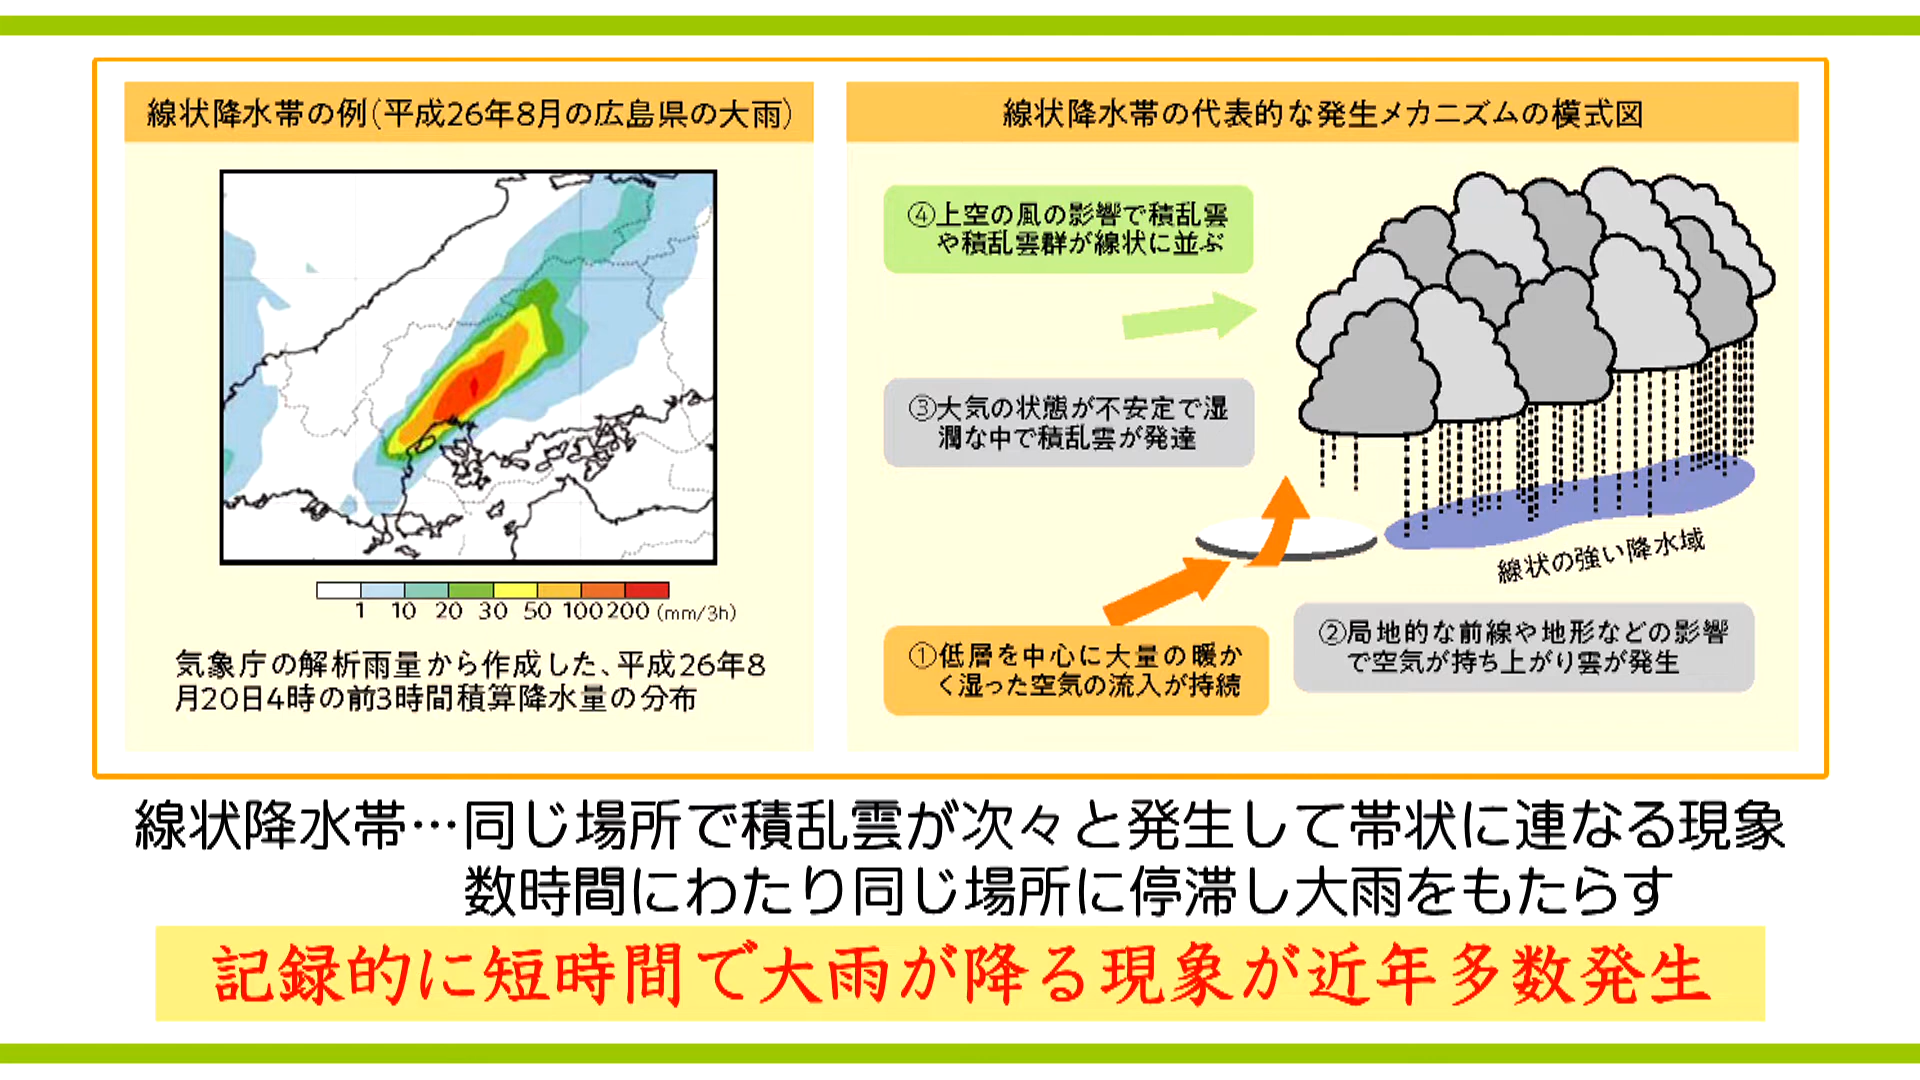 線状降水帯の例(平成26年8月の広島県の大雨)
1 10 20 30 50 100 200 (mm/3h)
気象庁の解析雨量から作成した、平成26年8
月20日4時の前3時間積算降水量の分布
線状降水帯の代表的な発生メカニズムの模式図
④上空の風の影響で積乱雲
や積乱雲群が線状に並ぶ
③大気の状態が不安定で湿
潤な中で積乱雲が発達
線状の強い降水域
①低層を中心に大量の暖か
く湿った空気の流入が持続
②局地的な前線や地形などの影響
で空気が持ち上がり雲が発生
線状降水帯…同じ場所で積乱雲が次々と発生して帯状に連なる現象
数時間にわたり同じ場所に停滞し大雨をもたらす
記録的に短時間で大雨が降る現象が近年多数発生